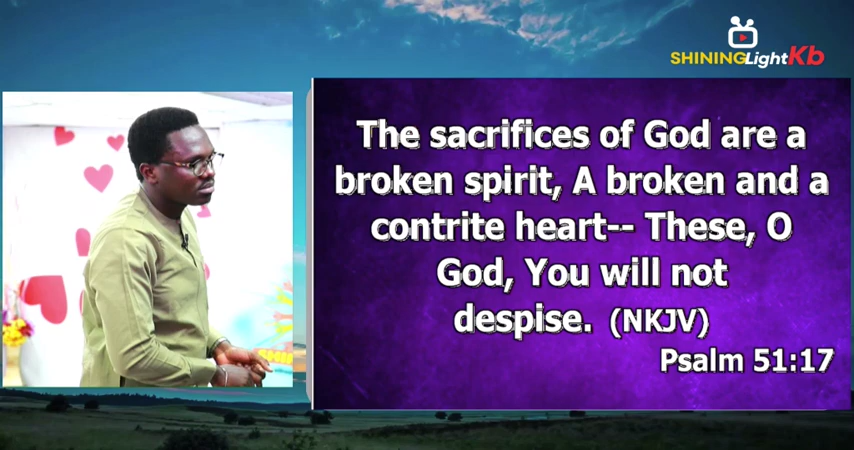 SHININGLightKb
The sacrifices of God are a
broken spirit, A broken and a
contrite heart-- These, O
God, You will not
despise. (NKJV)
Psalm 51:17